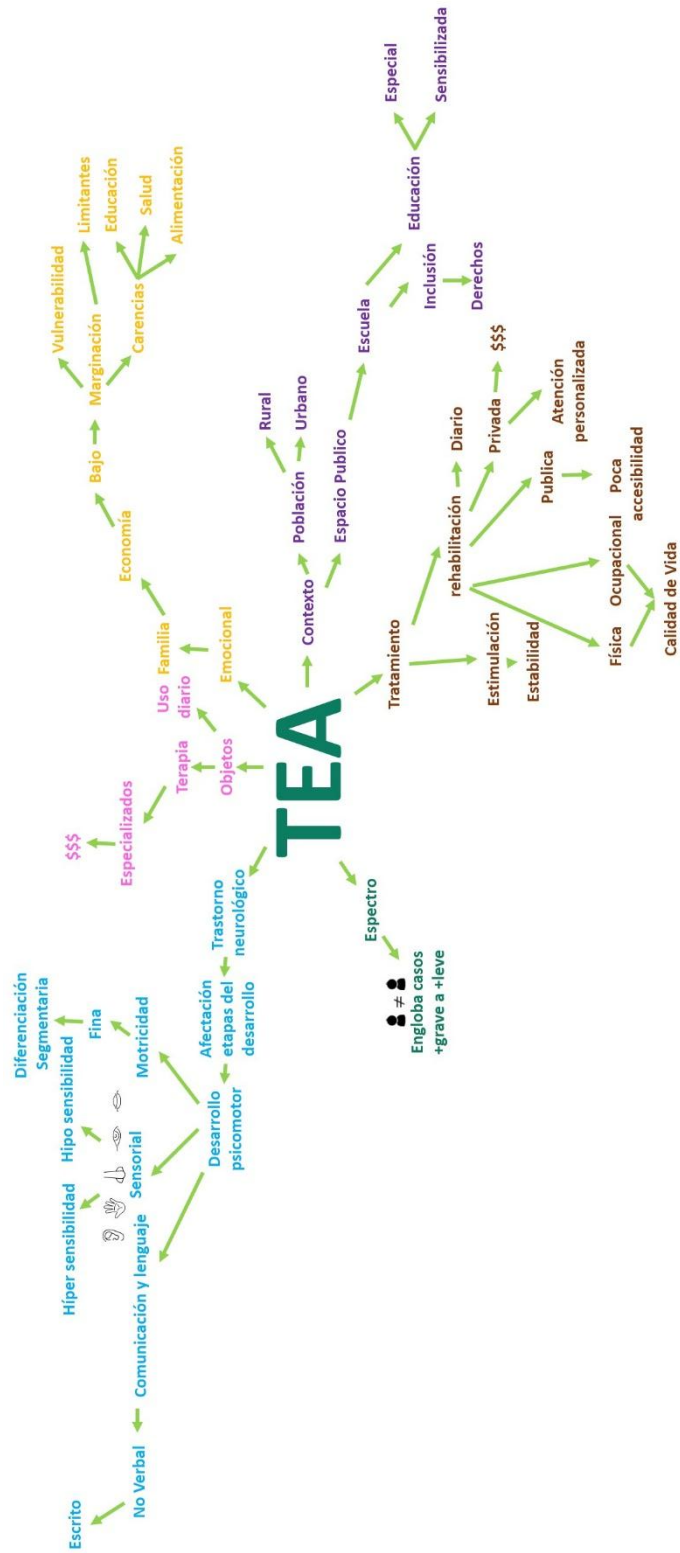 TEA
Trastorno
neurológico
Afectación
etapas del
desarrollo
Desarrollo
psicomotor
Comunicación y lenguaje
No Verbal
Escrito
Sensorial
Híper sensibilidad
Hipo sensibilidad
Motricidad
Fina
Diferenciación
Segmentaria
Objetos
Terapia
Especializados
$$$
Uso
diario
Emocional
Familia
Economía
Bajo
Marginación
Vulnerabilidad
Limitantes
Carencias
Educación
Salud
Alimentación
Contexto
Población
Rural
Urbano
Espacio Publico
Escuela
Educación
Especial
Sensibilizada
Inclusión
Derechos
Tratamiento
rehabilitación
Diario
Privada
$$$
Atención
personalizada
Publica
Poca
accesibilidad
Ocupacional
Física
Calidad de Vida
Estimulación
Estabilidad
Espectro
≠
Engloba casos
+grave a +leve